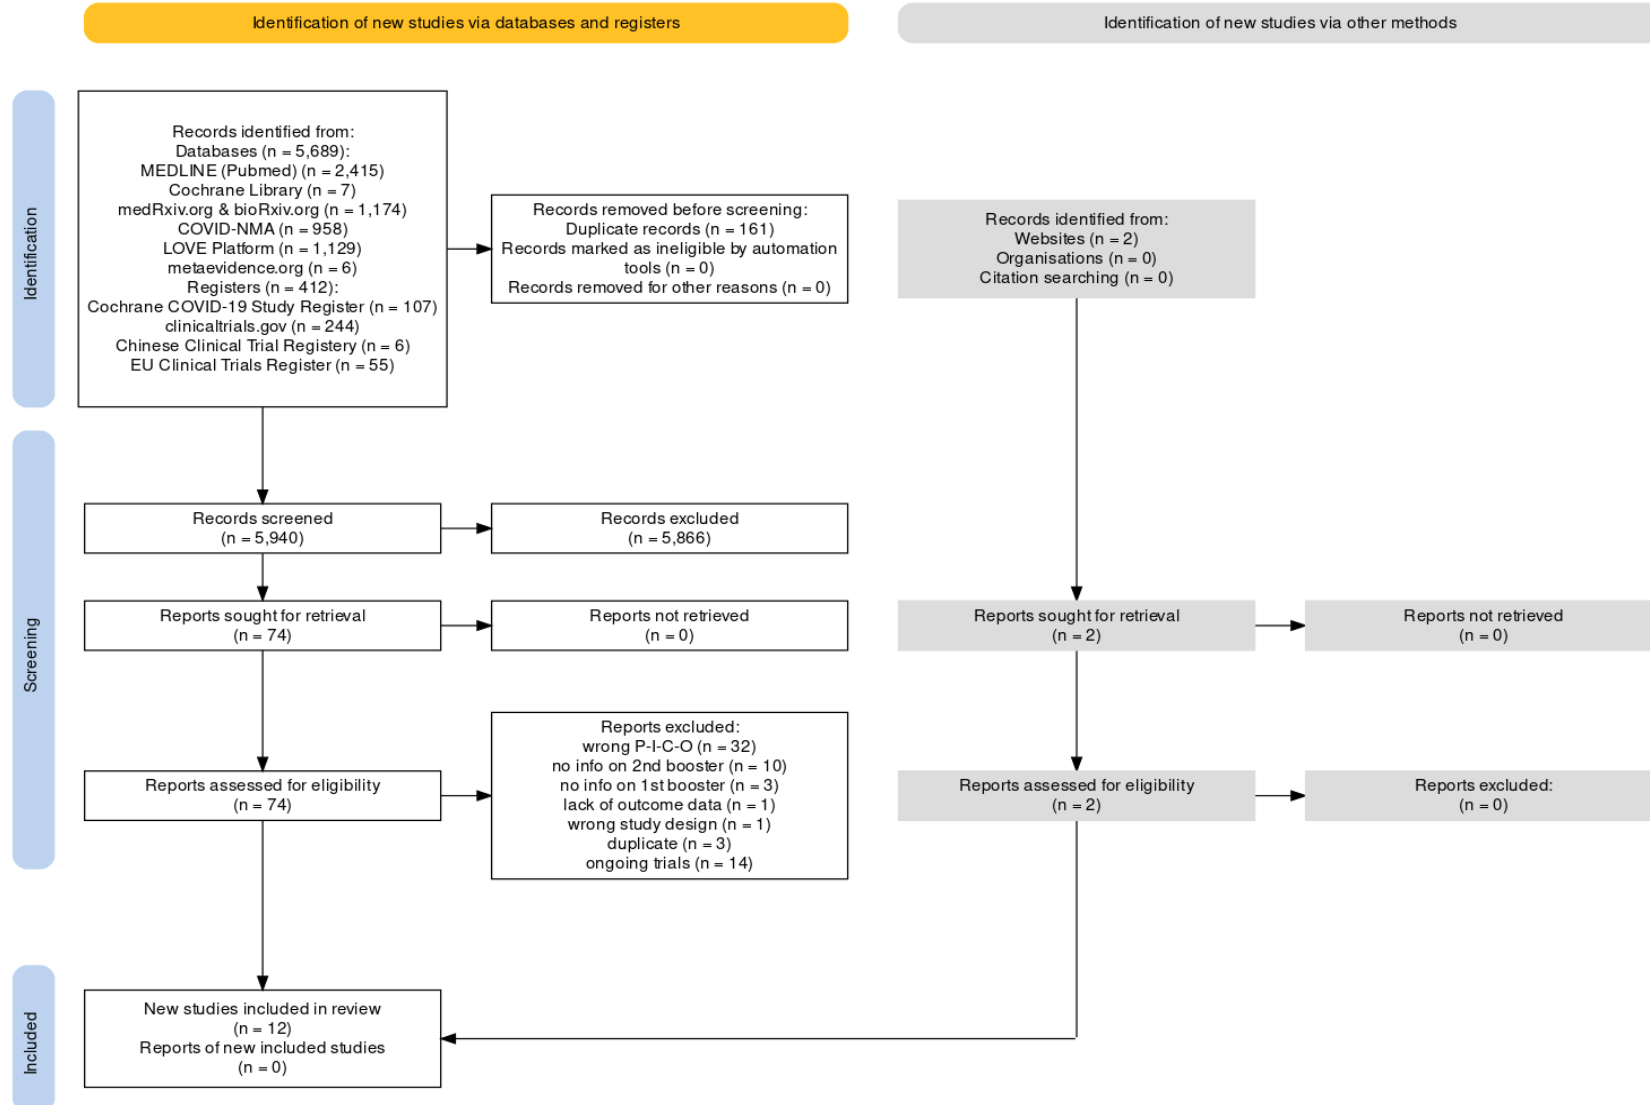 Identification of new studies via databases and registers
Identification of new studies via other methods
Identification
Records identified from:
Databases (n = 5,689):
MEDLINE (Pubmed) (n = 2,415)
Cochrane Library (n = 7)
medRxiv.org & bioRxiv.org (n = 1,174)
COVID-NMA (n = 958)
LOVE Platform (n = 1,129)
metaevidence.org (n = 6)
Registers (n = 412):
Cochrane COVID-19 Study Register (n = 107)
clinicaltrials.gov (n = 244)
Chinese Clinical Trial Registery (n = 6)
EU Clinical Trials Register (n = 55)
Records removed before screening:
Duplicate records (n = 161)
Records marked as ineligible by automation
tools (n = 0)
Records removed for other reasons (n = 0)
Records identified from:
Websites (n = 2)
Organisations (n = 0)
Citation searching (n = 0)
Screening
Records screened
(n = 5,940)
Records excluded
(n = 5,866)
Reports sought for retrieval
(n = 74)
Reports not retrieved
(n = 0)
Reports sought for retrieval
(n = 2)
Reports not retrieved
(n = 0)
Reports assessed for eligibility
(n = 74)
Reports excluded:
wrong P-I-C-O (n = 32)
no info on 2nd booster (n = 10)
no info on 1st booster (n = 3)
lack of outcome data (n = 1)
wrong study design (n = 1)
duplicate (n = 3)
ongoing trials (n = 14)
Reports assessed for eligibility
(n = 2)
Reports excluded:
(n = 0)
Included
New studies included in review
(n = 12)
Reports of new included studies
(n = 0)